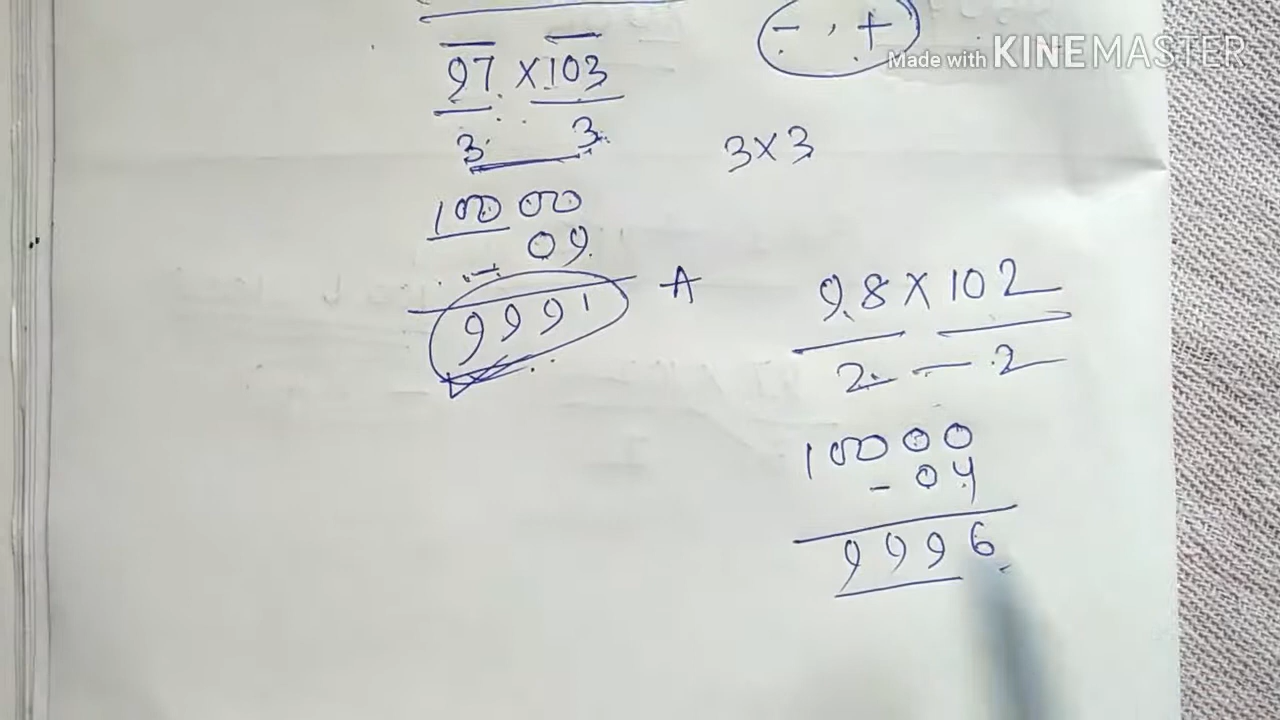 - , +
Made with KINEMASTER
97 × 103
3 3
3×3
10000
- 09
9991 A
98 × 102
2 - 2
10000
- 04
9996